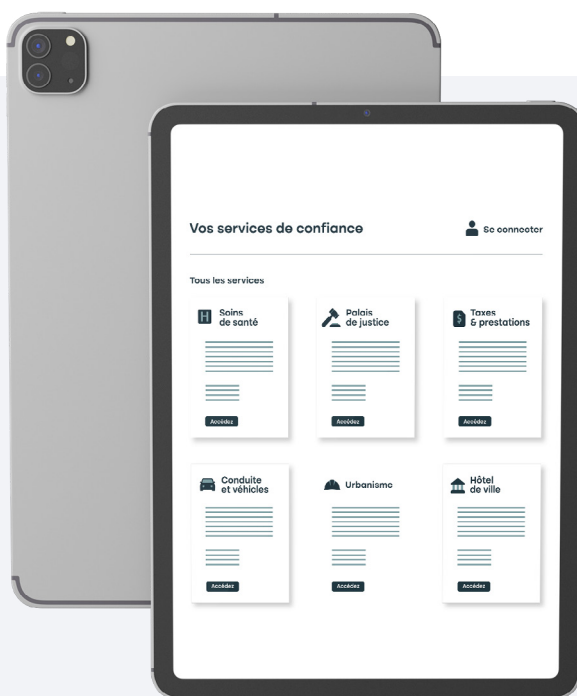 Vos services de confiance
Se connecter
Tous les services
H Soins
de santé
Accédez
Palais
de justice
Accédez
$ Taxes
& prestations
Accédez
Conduite
et véhicules
Accédez
Urbanisme
Accédez
Hôtel
de ville
Accédez